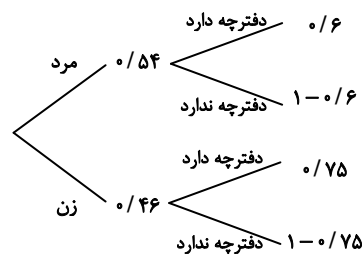 دفترچه دارد ۰/۶
مرد ۰/۵۴
دفترچه ندارد ۱-۰/۶
دفترچه دارد ۰/۷۵
زن ۰/۴۶
دفترچه ندارد ۱-۰/۷۵